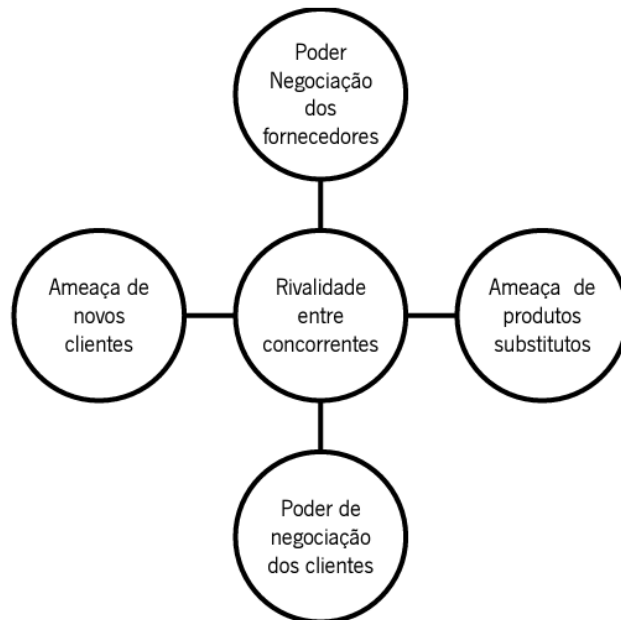 Poder
Negociação
dos
fornecedores
Ameaça de
novos
clientes
Rivalidade
entre
concorrentes
Ameaça de
produtos
substitutos
Poder de
negociação
dos clientes